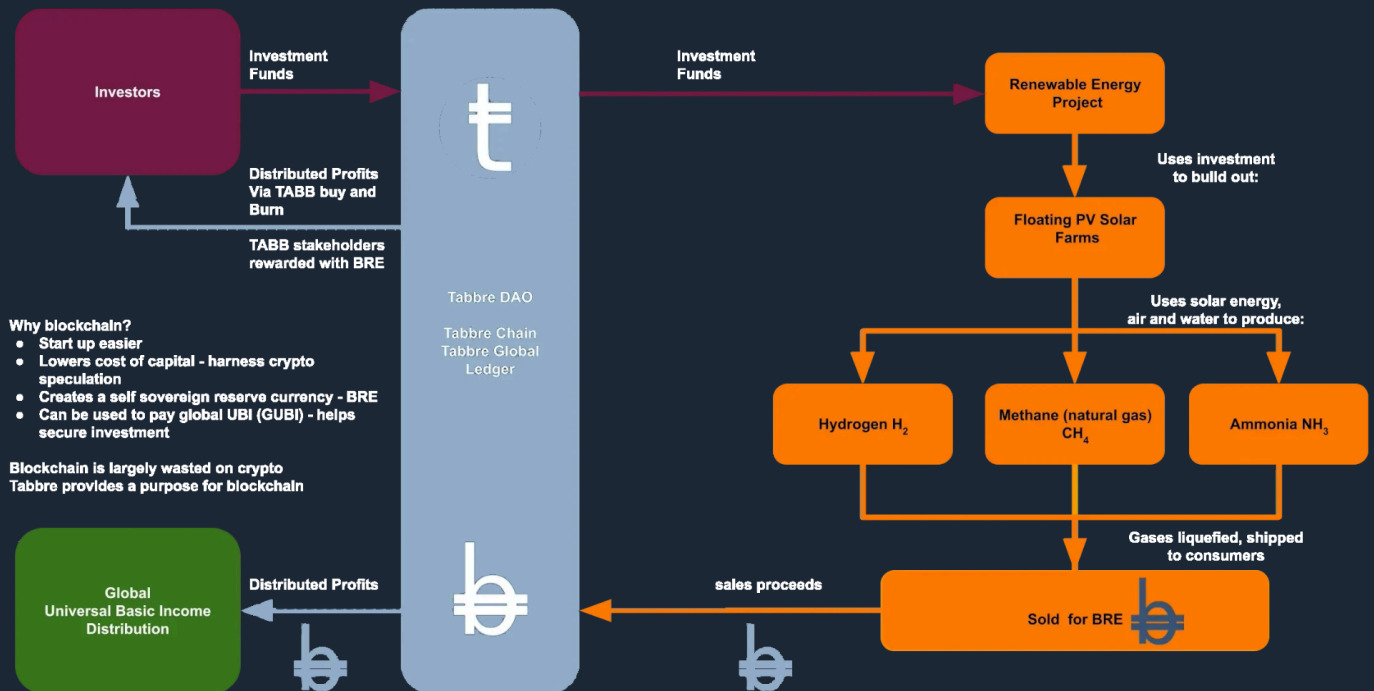 Investors
Investment
Funds
Distributed Profits
Via TABB buy and
Burn
TABB stakeholders
rewarded with BRE
Why blockchain?
● Start up easier
● Lowers cost of capital - harness crypto
speculation
● Creates a self sovereign reserve currency - BRE
● Can be used to pay global UBI (GUBI) - helps
secure investment
Blockchain is largely wasted on crypto
Tabbre provides a purpose for blockchain
Global
Universal Basic Income
Distribution
Distributed Profits
Tabbre DAO
Tabbre Chain
Tabbre Global
Ledger
Investment
Funds
Renewable Energy
Project
Uses investment
to build out:
Floating PV Solar
Farms
Uses solar energy,
air and water to produce:
Hydrogen H₂
Methane (natural gas)
CH₄
Ammonia NH₃
Gases liquefied, shipped
to consumers
Sold for BRE
sales proceeds